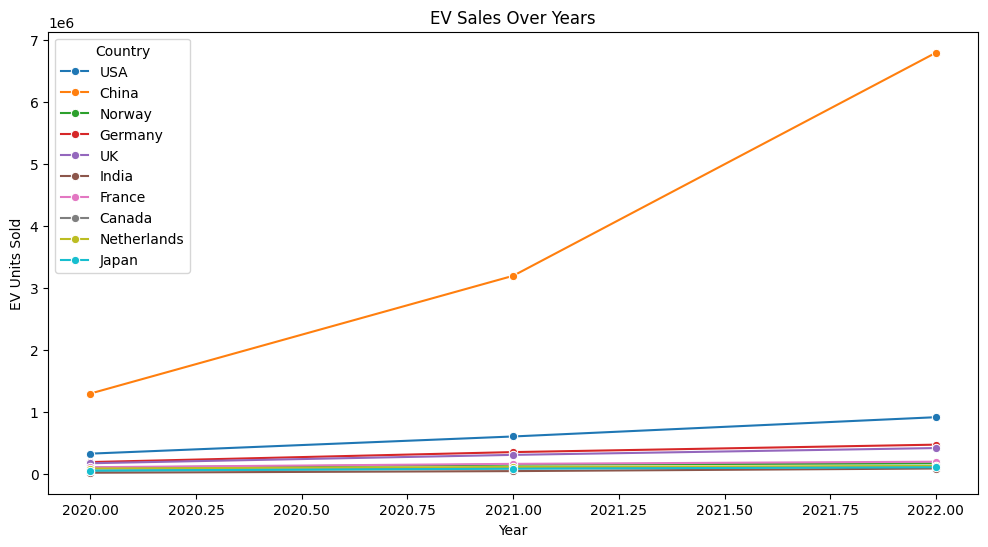 EV Sales Over Years
1e6
Country
USA
China
Norway
Germany
UK
India
France
Canada
Netherlands
Japan
7
6
5
4
3
2
1
0
EV Units Sold
2020.00 2020.25 2020.50 2020.75 2021.00 2021.25 2021.50 2021.75 2022.00
Year